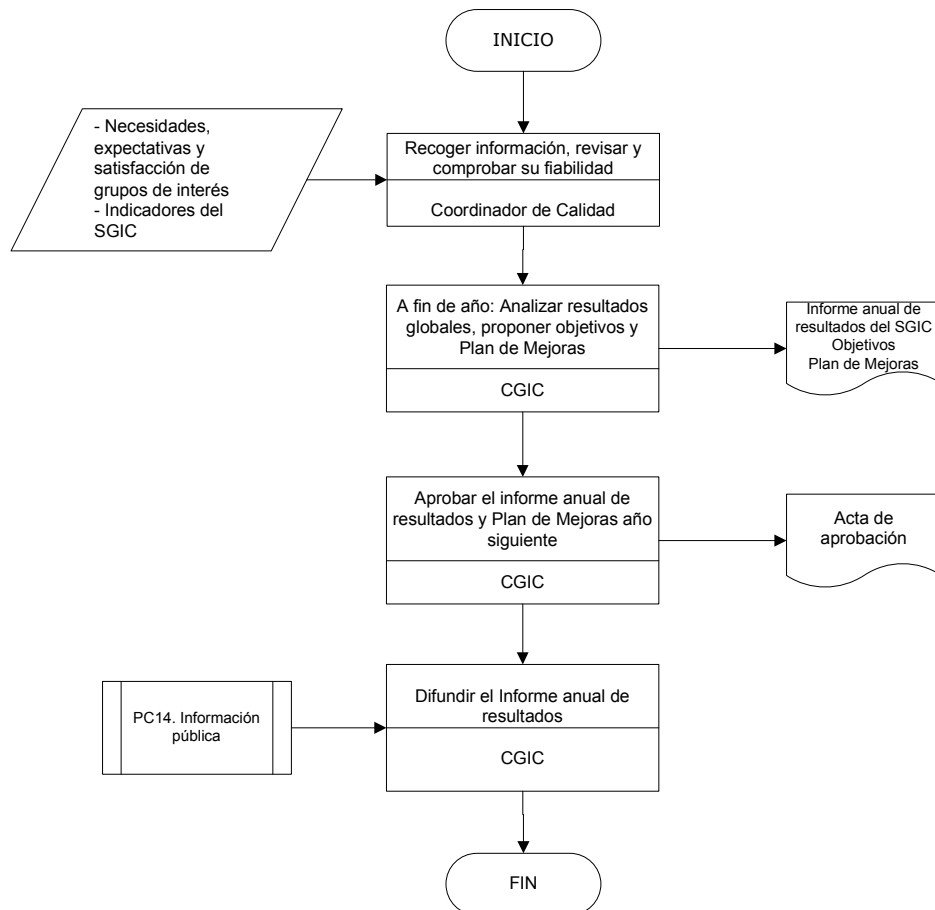 INICIO
- Necesidades,
expectativas y
satisfacción de
grupos de interés
- Indicadores del
SGIC
Recoger información, revisar y
comprobar su fiabilidad
Coordinador de Calidad
A fin de año: Analizar resultados
globales, proponer objetivos y
Plan de Mejoras
CGIC
Informe anual de
resultados del SGIC
Objetivos
Plan de Mejoras
Aprobar el informe anual de
resultados y Plan de Mejoras año
siguiente
CGIC
Acta de
aprobación
PC14. Información
pública
Difundir el Informe anual de
resultados
CGIC
FIN